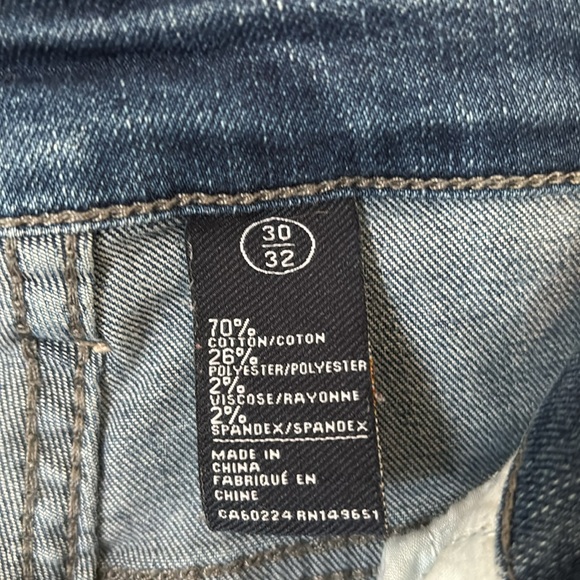 30
32
70%
COTTON/COTON
26%
POLYESTER/POLYESTER
2%
VISCOSE/RAYONNE
2%
SPANDEX/SPANDEX
MADE IN
CHINA
FABRIQUÉ EN
CHINE
CA60224 RN149651